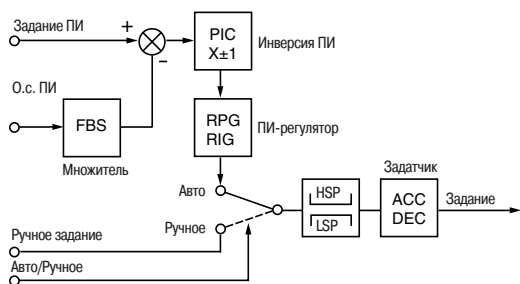 Задание ПИ
+
–
PIC
X±1
Инверсия ПИ
О.с. ПИ
FBS
Множитель
RPG
RIG
ПИ-регулятор
Авто
Ручное
HSP
LSP
Задатчик
ACC
DEC
Задание
Ручное задание
Авто/Ручное